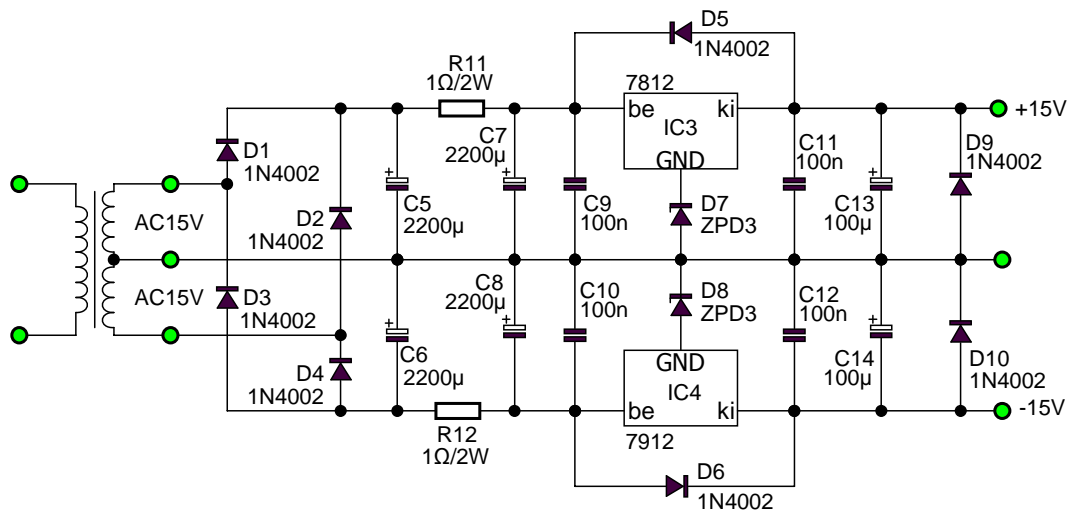 D5
1N4002
R11
1Ω/2W
7812
be
ki
IC3
GND
+15V
D1
1N4002
C7
2200µ
C11
100n
D9
1N4002
AC15V
D2
1N4002
C5
2200µ
C9
100n
D7
ZPD3
C13
100µ
AC15V
D3
1N4002
C8
2200µ
C10
100n
D8
ZPD3
C12
100n
D4
1N4002
C6
2200µ
GND
be
ki
IC4
C14
100µ
D10
1N4002
-15V
R12
1Ω/2W
7912
D6
1N4002
+
+
+
+
+
+